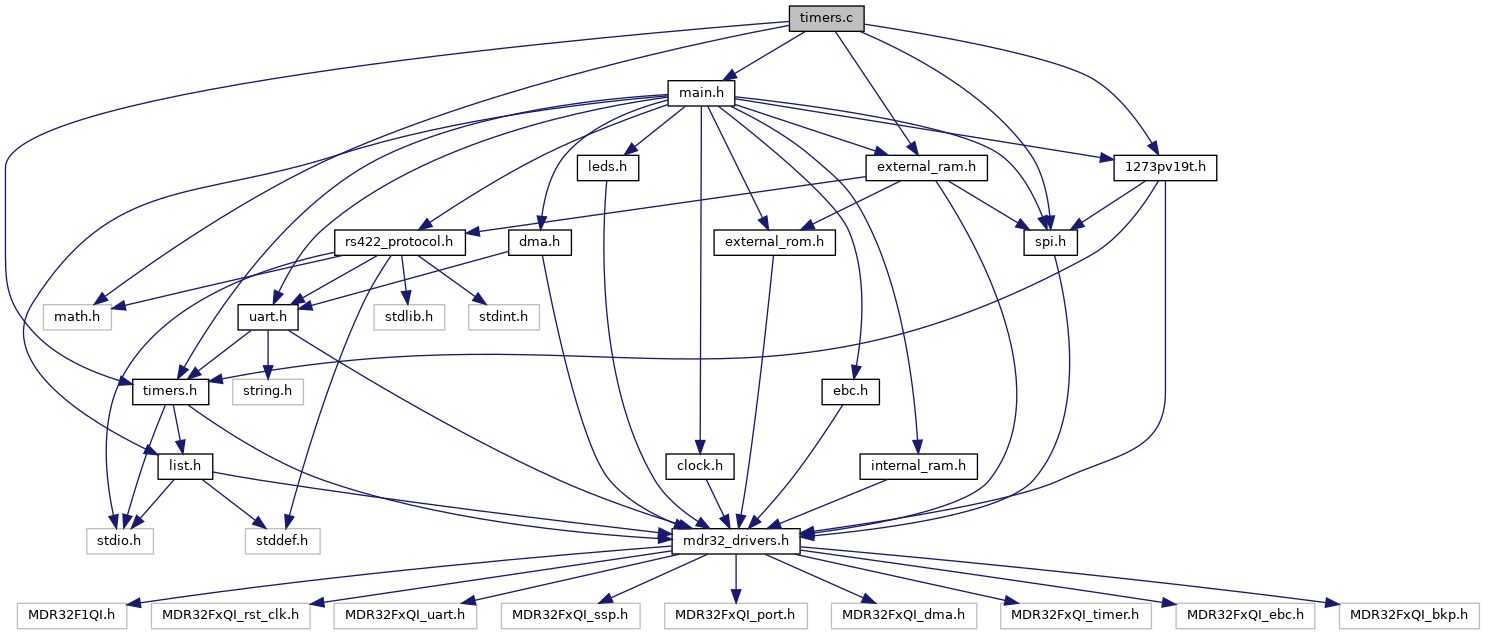 timers.c
main.h
leds.h
external_ram.h
1273pv19t.h
rs422_protocol.h
dma.h
external_rom.h
spi.h
math.h
uart.h
stdlib.h
stdint.h
timers.h
string.h
ebc.h
list.h
clock.h
internal_ram.h
stdio.h
stddef.h
mdr32_drivers.h
MDR32F1QI.h
MDR32FxQI_rst_clk.h
MDR32FxQI_uart.h
MDR32FxQI_ssp.h
MDR32FxQI_port.h
MDR32FxQI_dma.h
MDR32FxQI_timer.h
MDR32FxQI_ebc.h
MDR32FxQI_bkp.h